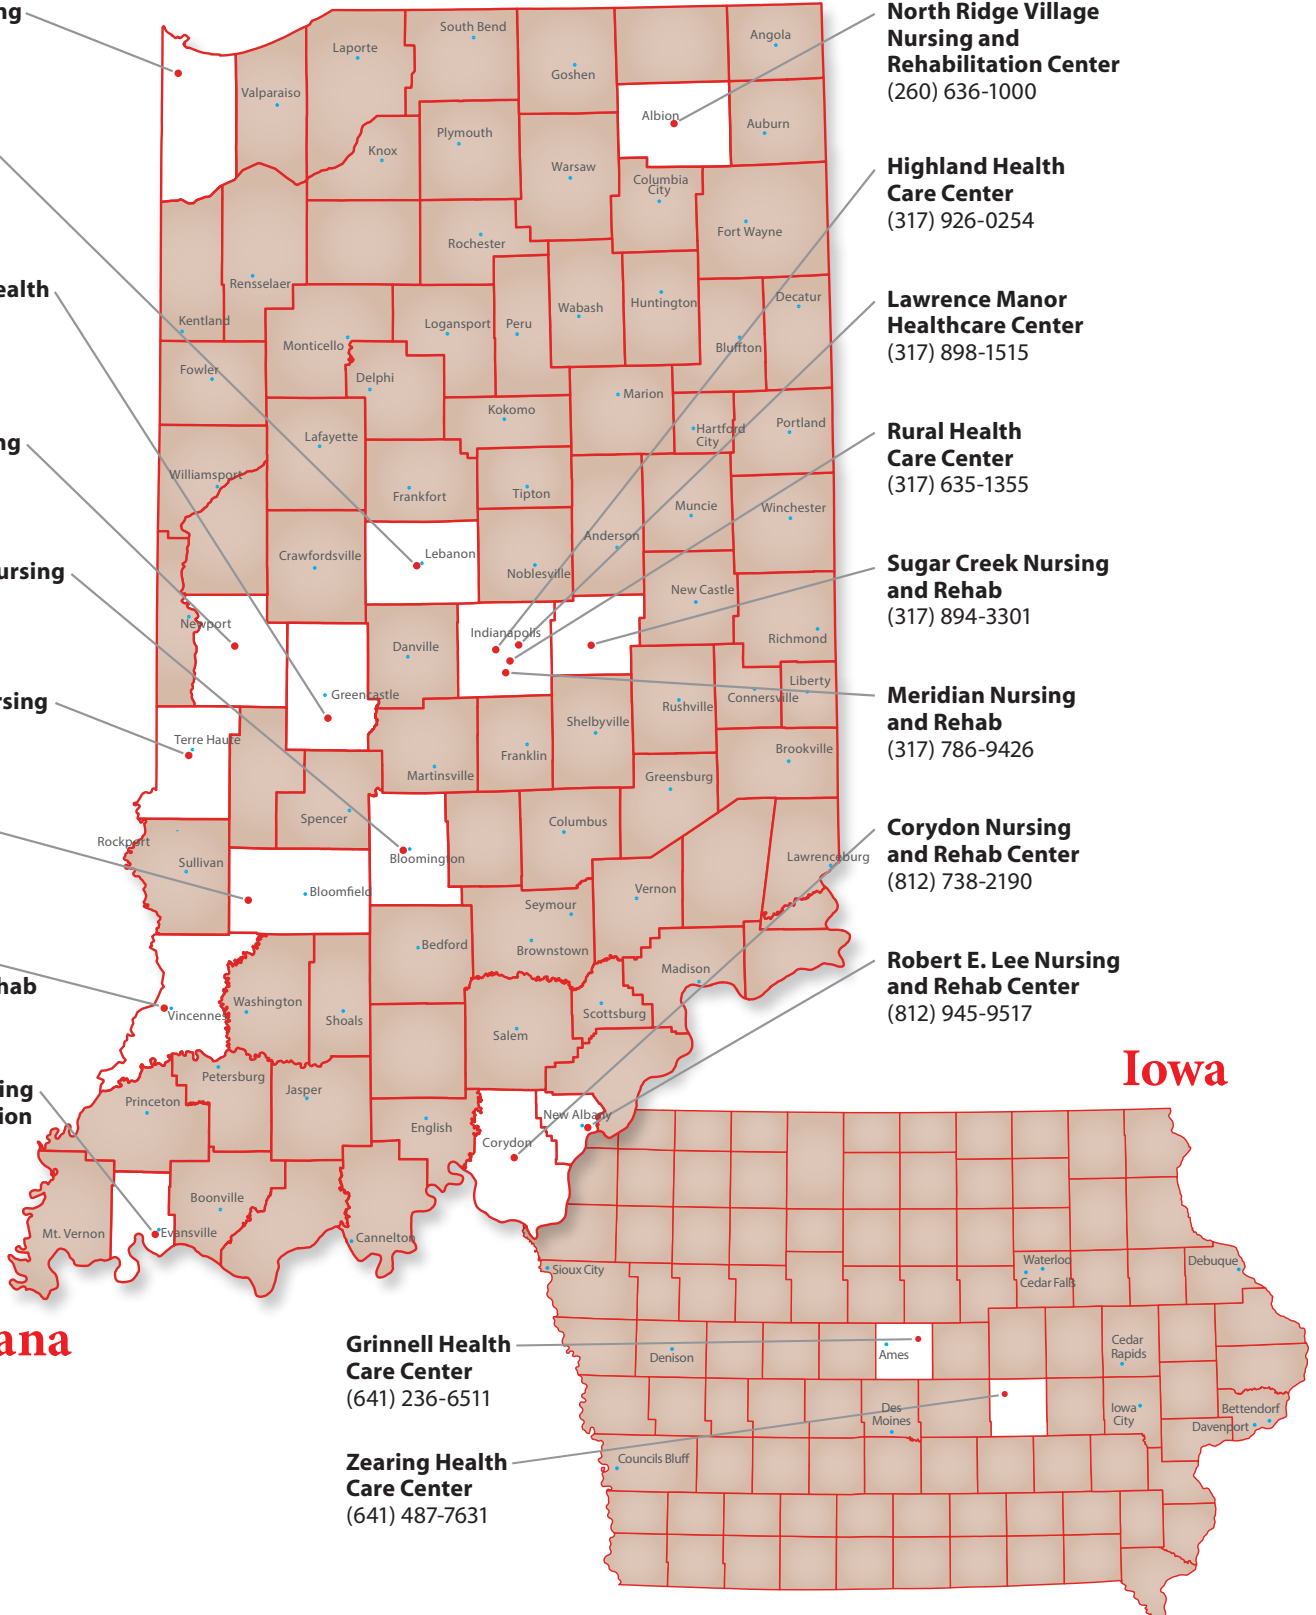 ng
ealth
ng
ursing
rsing
hab
ing
ion
ana
North Ridge Village
Nursing and
Rehabilitation Center
(260) 636-1000
Highland Health
Care Center
(317) 926-0254
Lawrence Manor
Healthcare Center
(317) 898-1515
Rural Health
Care Center
(317) 635-1355
Sugar Creek Nursing
and Rehab
(317) 894-3301
Meridian Nursing
and Rehab
(317) 786-9426
Corydon Nursing
and Rehab Center
(812) 738-2190
Robert E. Lee Nursing
and Rehab Center
(812) 945-9517
South Bend
Laporte
Angola
Goshen
Valparaiso
Albion
Auburn
Plymouth
Knox
Warsaw
Columbia
City
Fort Wayne
Rochester
Rensselaer
Kentland
Monticello
Logansport
Peru
Wabash
Huntington
Decatur
Bluffton
Fowler
Delphi
Marion
Kokomo
Hartford
City
Portland
Lafayette
Williamsport
Frankfort
Tipton
Muncie
Winchester
Anderson
Crawfordsville
Lebanon
Noblesville
New Castle
Newport
Indianapolis
Richmond
Danville
Greencastle
Liberty
Connersville
Rushville
Shelbyville
Terre Haute
Franklin
Brookville
Martinsville
Greensburg
Spencer
Columbus
Rockport
Sullivan
Bloomington
Lawrenceburg
Bloomfield
Vernon
Seymour
Bedford
Brownstown
Madison
Washington
Vincennes
Shoals
Scottsburg
Salem
Petersburg
Jasper
Princeton
English
New Albany
Corydon
Boonville
Mt. Vernon
Evansville
Cannelton
Iowa
Grinnell Health
Care Center
(641) 236-6511
Zearing Health
Care Center
(641) 487-7631
Sioux City
Waterloo
Cedar Falls
Debuque
Denison
Ames
Cedar
Rapids
Des
Moines
Iowa
City
Bettendorf
Davenport
Councils Bluff